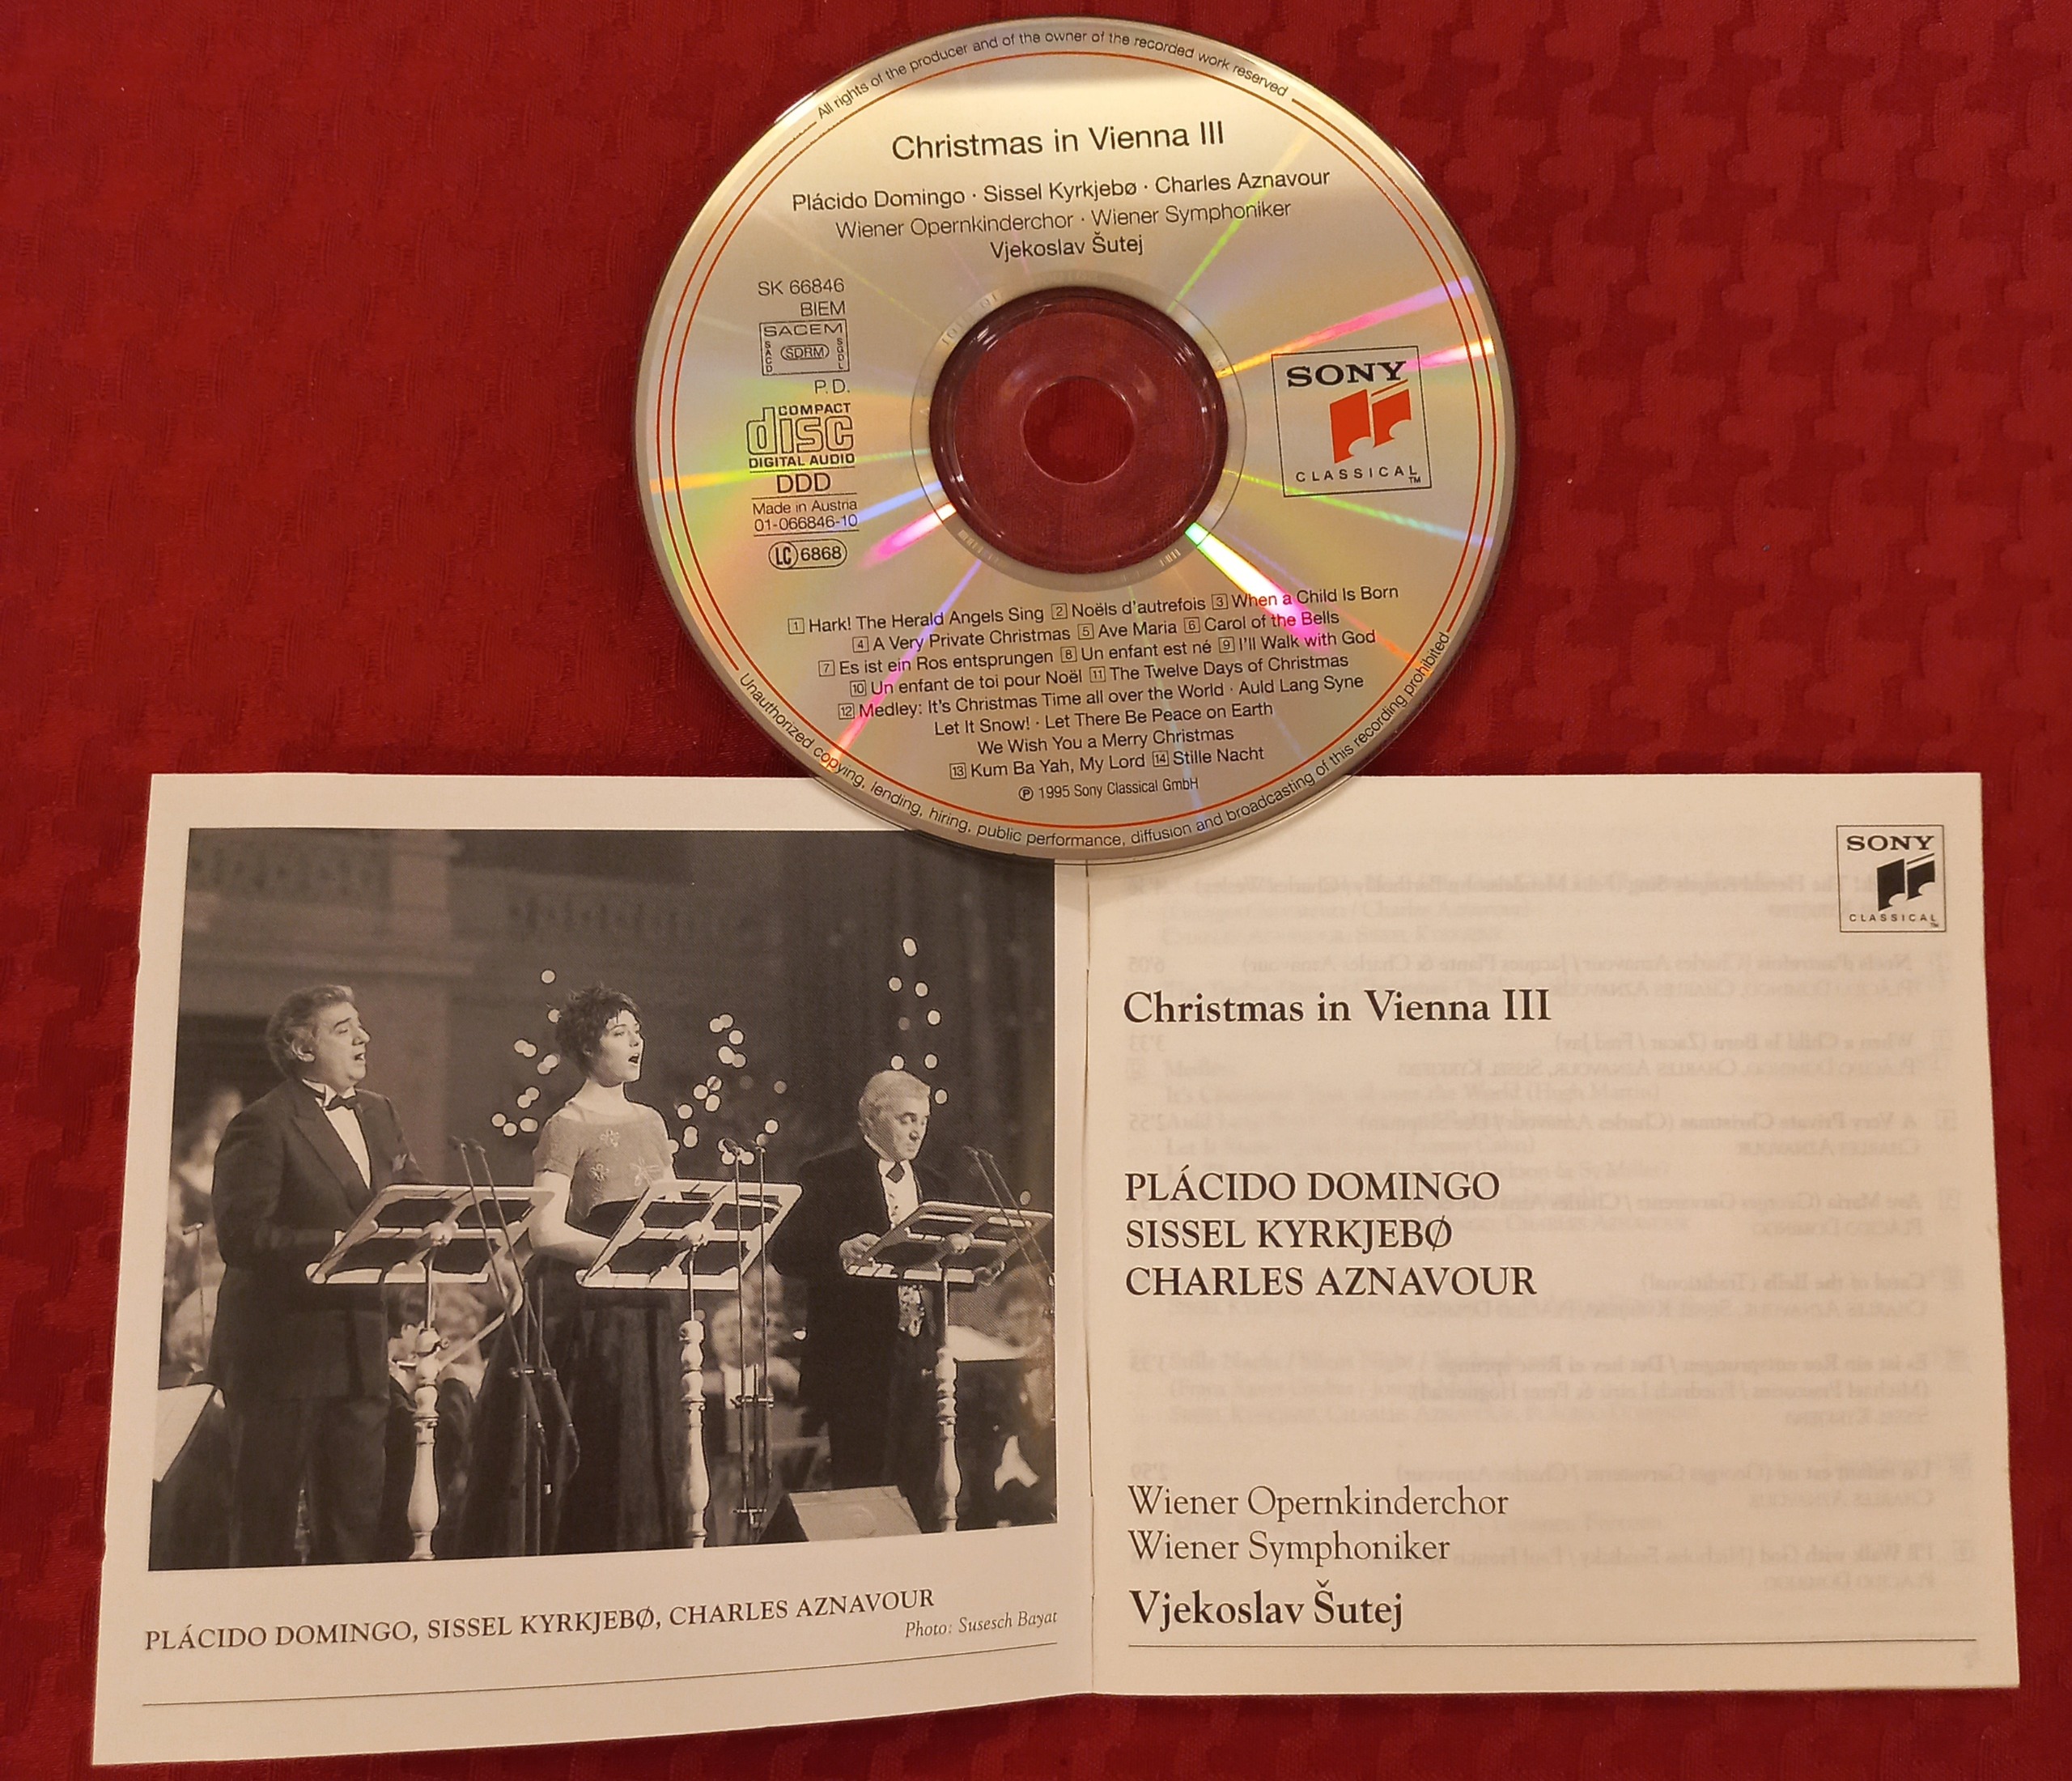 All rights of the producer and of the owner of the recorded work reserved
Christmas in Vienna III
Plácido Domingo · Sissel Kyrkjebø · Charles Aznavour
Wiener Opernkinderchor · Wiener Symphoniker
Vjekoslav Šutej
SK 66846
BIEM
SACEM
SACD
SDRM
SGDL
P.D.
COMPACT
disc
DIGITAL AUDIO
DDD
Made in Austria
01-066846-10
LC 6868
SONY
CLASSICAL™
1 Hark! The Herald Angels Sing 2 Noëls d'autrefois 3 When a Child Is Born
4 A Very Private Christmas 5 Ave Maria 6 Carol of the Bells
7 Es ist ein Ros entsprungen 8 Un enfant est né 9 I'll Walk with God
10 Un enfant de toi pour Noël 11 The Twelve Days of Christmas
12 Medley: It's Christmas Time all over the World · Auld Lang Syne
Let It Snow! · Let There Be Peace on Earth
We Wish You a Merry Christmas
13 Kum Ba Yah, My Lord 14 Stille Nacht
℗ 1995 Sony Classical GmbH
Unauthorized copying, lending, hiring, public performance, diffusion and broadcasting of this recording prohibited
PLÁCIDO DOMINGO, SISSEL KYRKJEBØ, CHARLES AZNAVOUR
Photo: Susesch Bayat
SONY
CLASSICAL™
Christmas in Vienna III
PLÁCIDO DOMINGO
SISSEL KYRKJEBØ
CHARLES AZNAVOUR
Wiener Opernkinderchor
Wiener Symphoniker
Vjekoslav Šutej